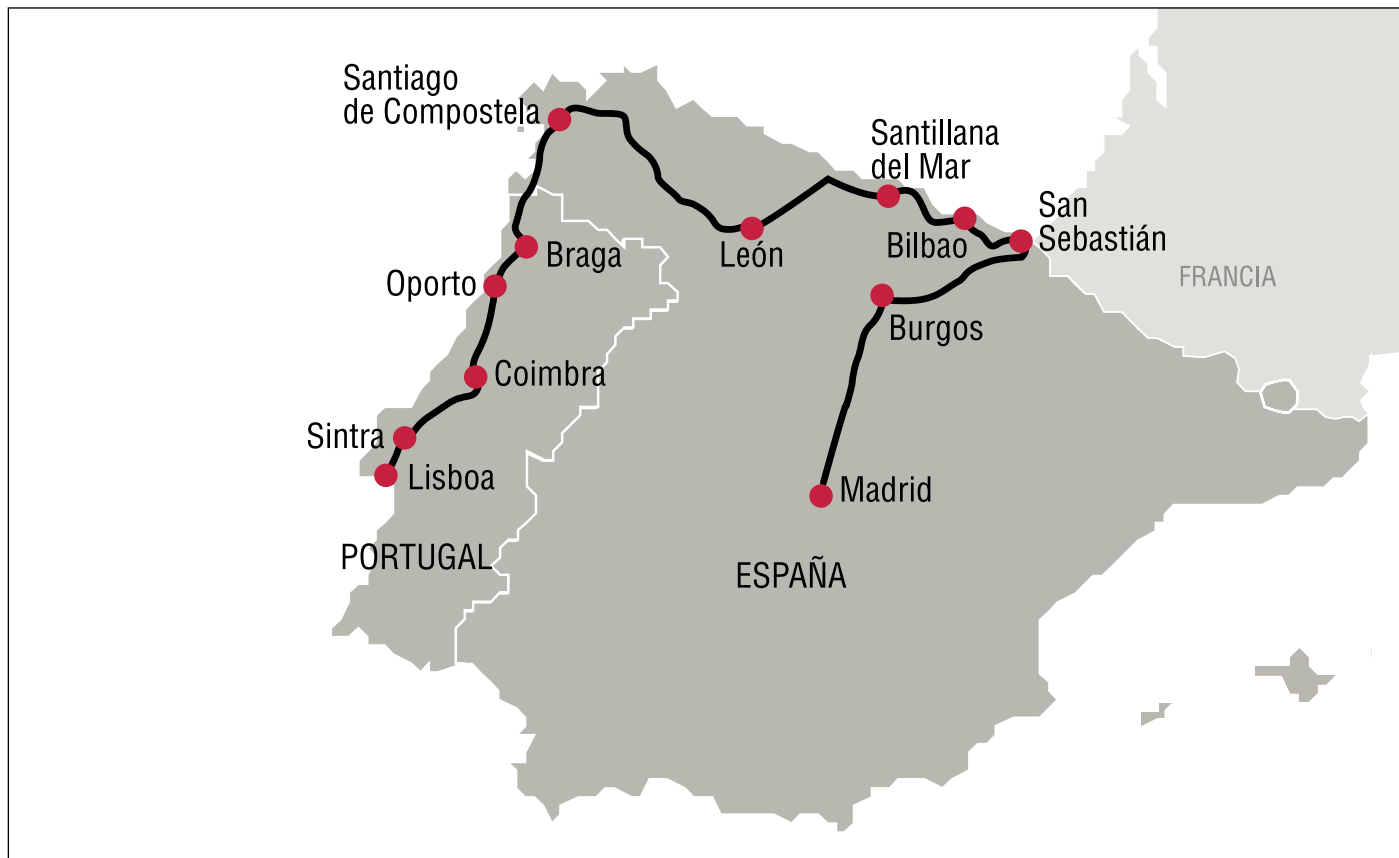 Santiago
de Compostela
Santillana
del Mar
San
Sebastián
Bilbao
León
Braga
FRANCIA
Oporto
Burgos
Coimbra
Sintra
Lisboa
Madrid
PORTUGAL
ESPAÑA